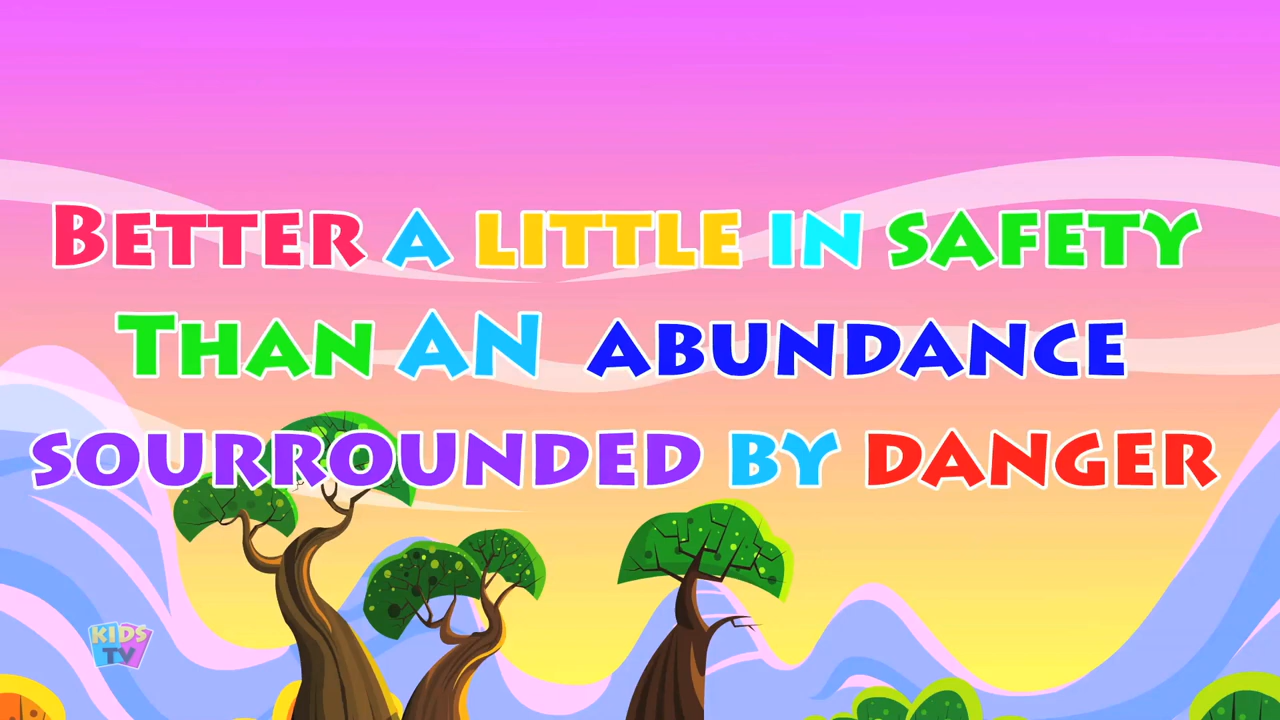 Better a little in safety
Than an abundance
sourrounded by danger
KIDS
TV